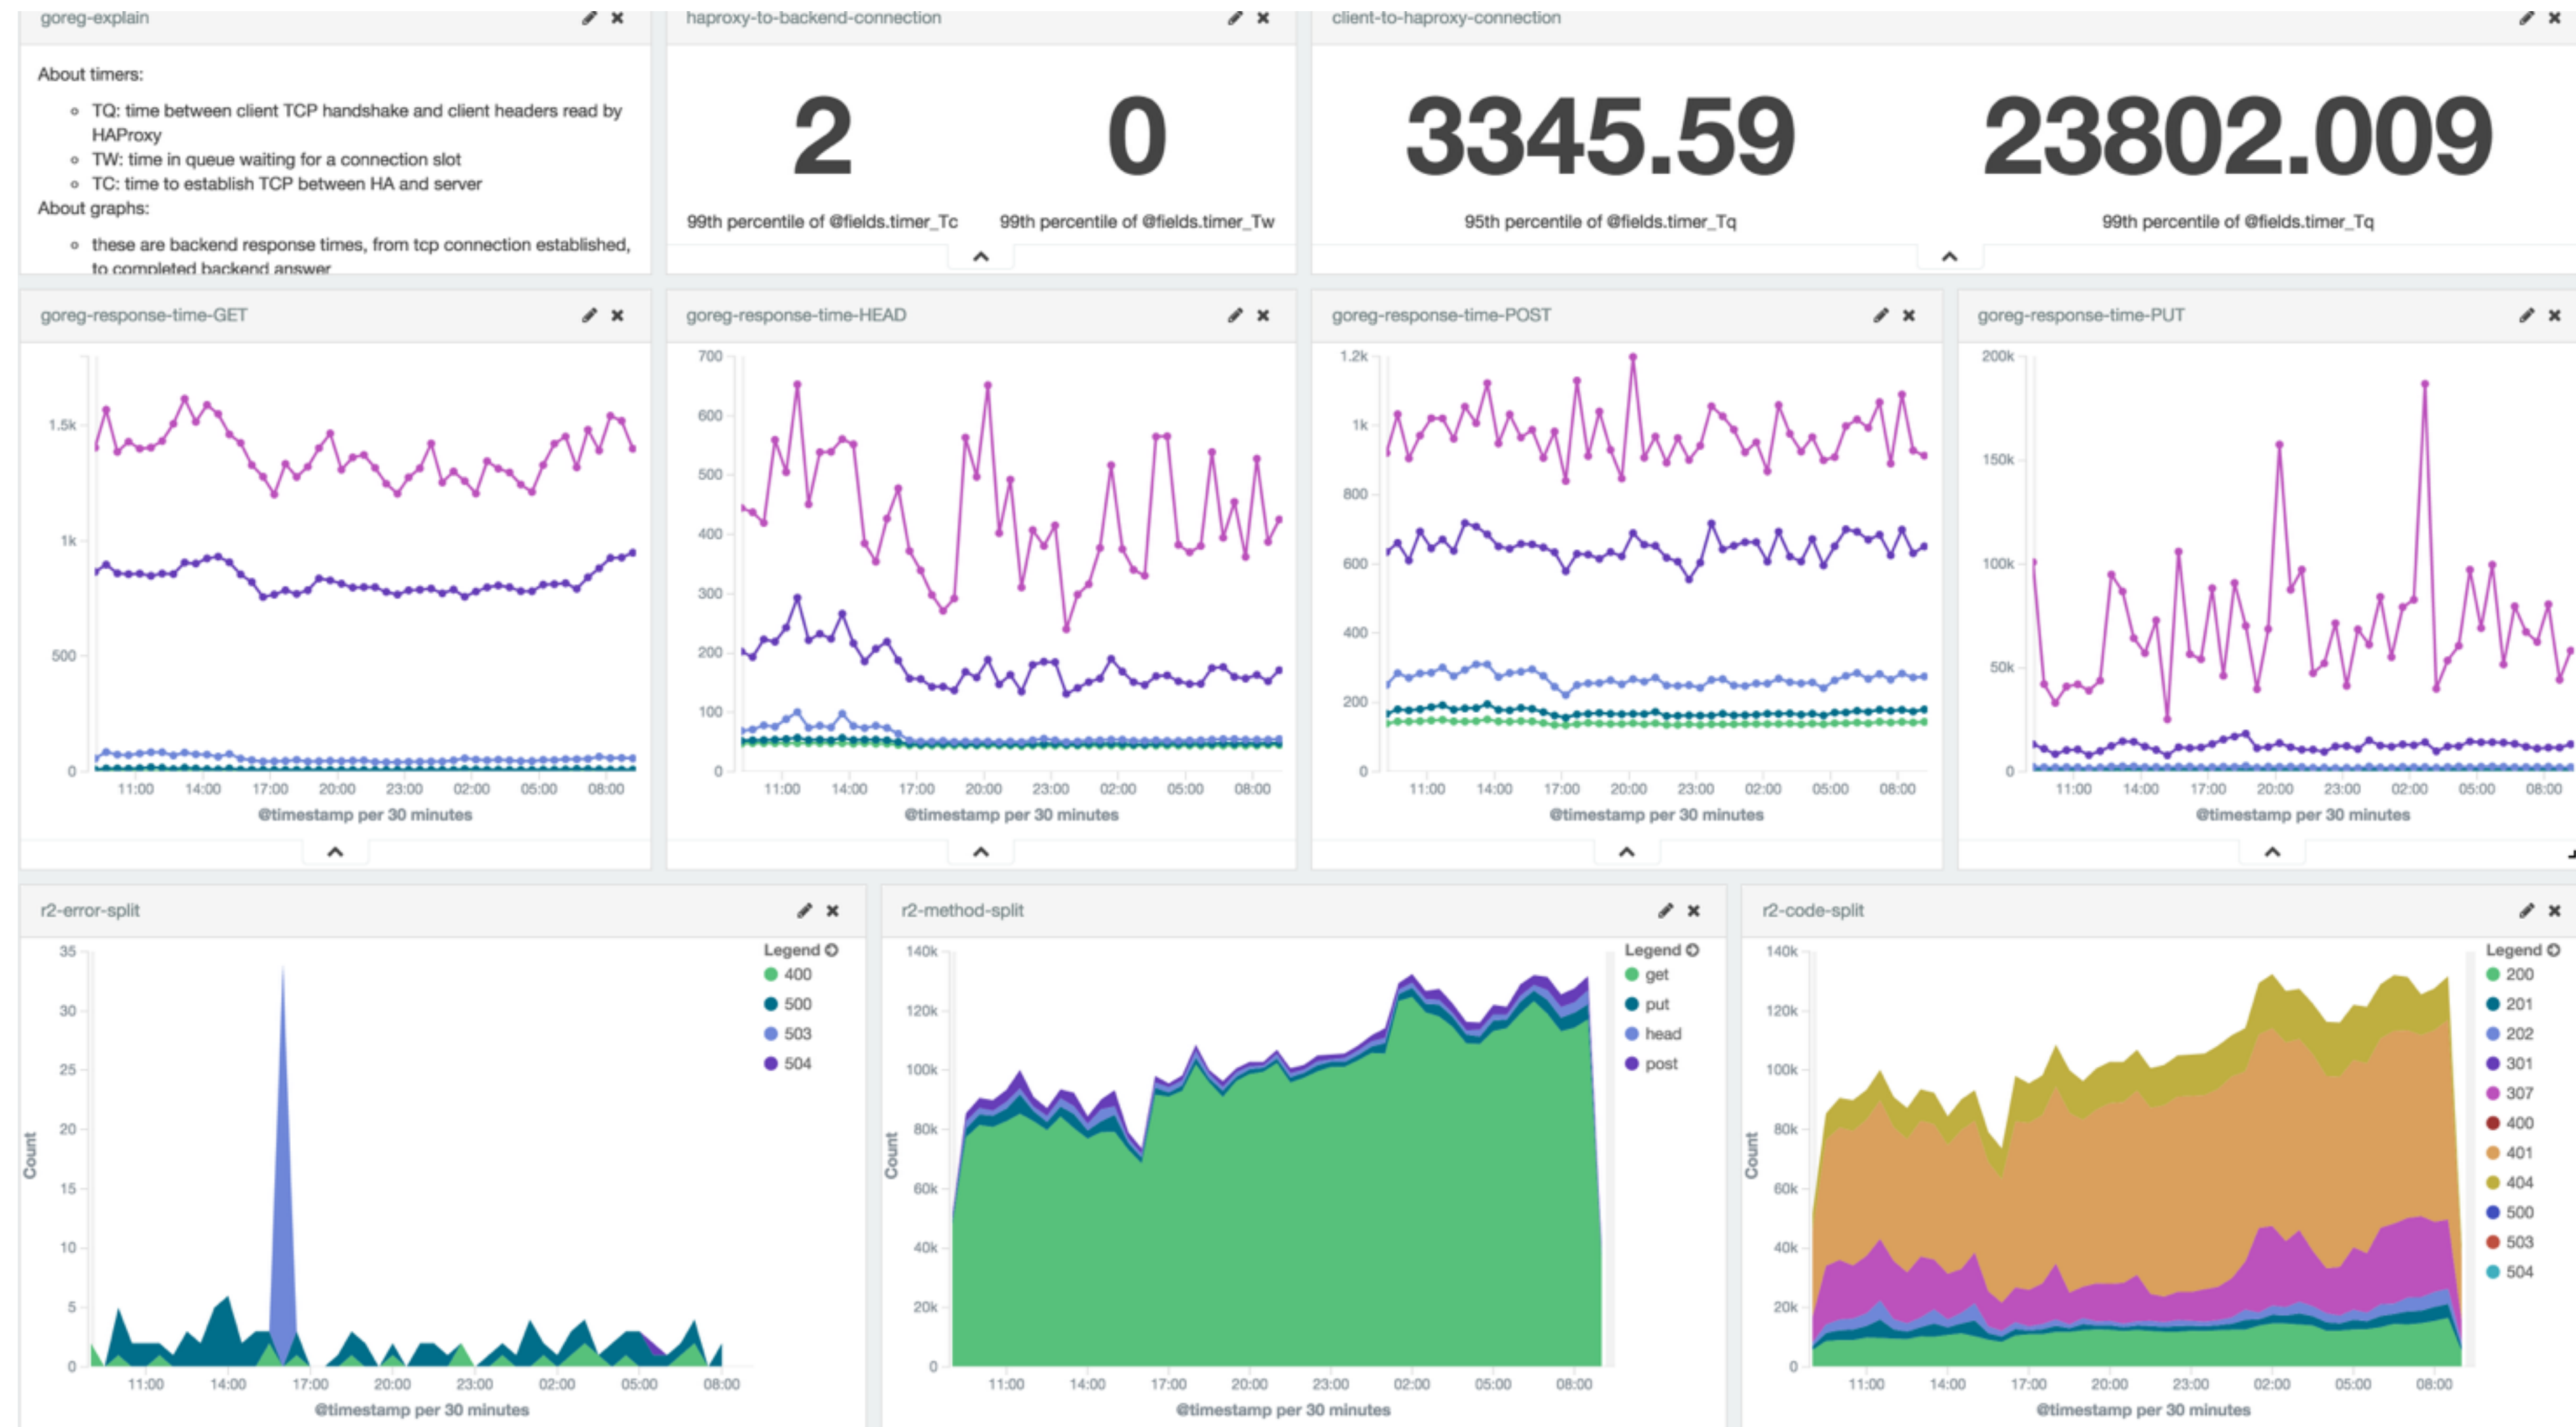 goreg-explain
haproxy-to-backend-connection
client-to-haproxy-connection
About timers:
TQ: time between client TCP handshake and client headers read by
HAProxy
TW: time in queue waiting for a connection slot
TC: time to establish TCP between HA and server
About graphs:
these are backend response times, from tcp connection established,
to completed backend answer
2
0
99th percentile of @fields.timer_Tc
99th percentile of @fields.timer_Tw
3345.59
23802.009
95th percentile of @fields.timer_Tq
99th percentile of @fields.timer_Tq
goreg-response-time-GET
1.5k
1k
500
0
11:00 14:00 17:00 20:00 23:00 02:00 05:00 08:00
@timestamp per 30 minutes
goreg-response-time-HEAD
700
600
500
400
300
200
100
0
11:00 14:00 17:00 20:00 23:00 02:00 05:00 08:00
@timestamp per 30 minutes
goreg-response-time-POST
1.2k
1k
800
600
400
200
0
11:00 14:00 17:00 20:00 23:00 02:00 05:00 08:00
@timestamp per 30 minutes
goreg-response-time-PUT
200k
150k
100k
50k
0
11:00 14:00 17:00 20:00 23:00 02:00 05:00 08:00
@timestamp per 30 minutes
r2-error-split
Count
35
30
25
20
15
10
5
0
11:00 14:00 17:00 20:00 23:00 02:00 05:00 08:00
@timestamp per 30 minutes
Legend
400
500
503
504
r2-method-split
Count
140k
120k
100k
80k
60k
40k
20k
0
11:00 14:00 17:00 20:00 23:00 02:00 05:00 08:00
@timestamp per 30 minutes
Legend
get
put
head
post
r2-code-split
Count
140k
120k
100k
80k
60k
40k
20k
0
11:00 14:00 17:00 20:00 23:00 02:00 05:00 08:00
@timestamp per 30 minutes
Legend
200
201
202
301
307
400
401
404
500
503
504